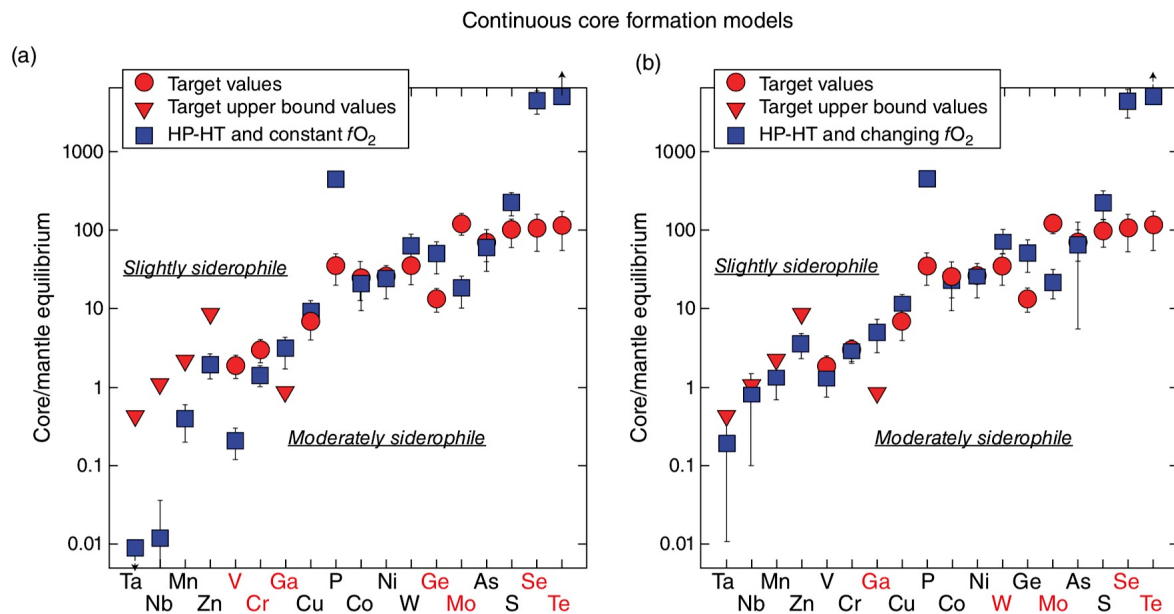 Continuous core formation models
(a)
Target values
Target upper bound values
HP-HT and constant fO2
Core/mantle equilibrium
1000
100
10
1
0.1
0.01
Slightly siderophile
Moderately siderophile
Ta Mn V Ga P Ni Ge As Se
Nb Zn Cr Cu Co W Mo S Te
(b)
Target values
Target upper bound values
HP-HT and changing fO2
Core/mantle equilibrium
1000
100
10
1
0.1
0.01
Slightly siderophile
Moderately siderophile
Ta Mn V Ga P Ni Ge As Se
Nb Zn Cr Cu Co W Mo S Te